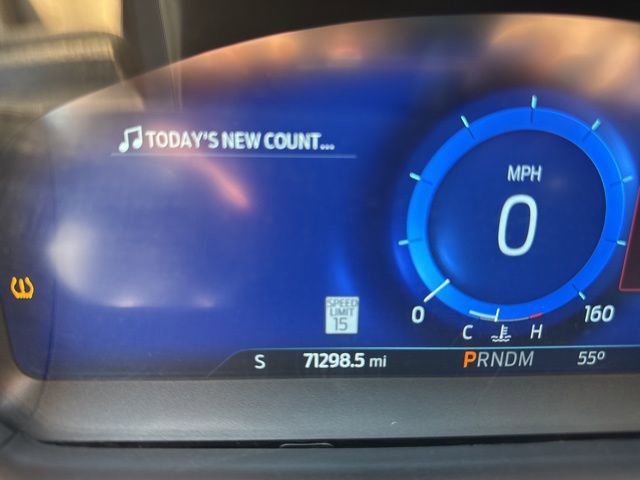 TODAY'S NEW COUNT...
MPH
0
SPEED
LIMIT
15
0
160
C H
S 71298.5 mi PRNDM 55°